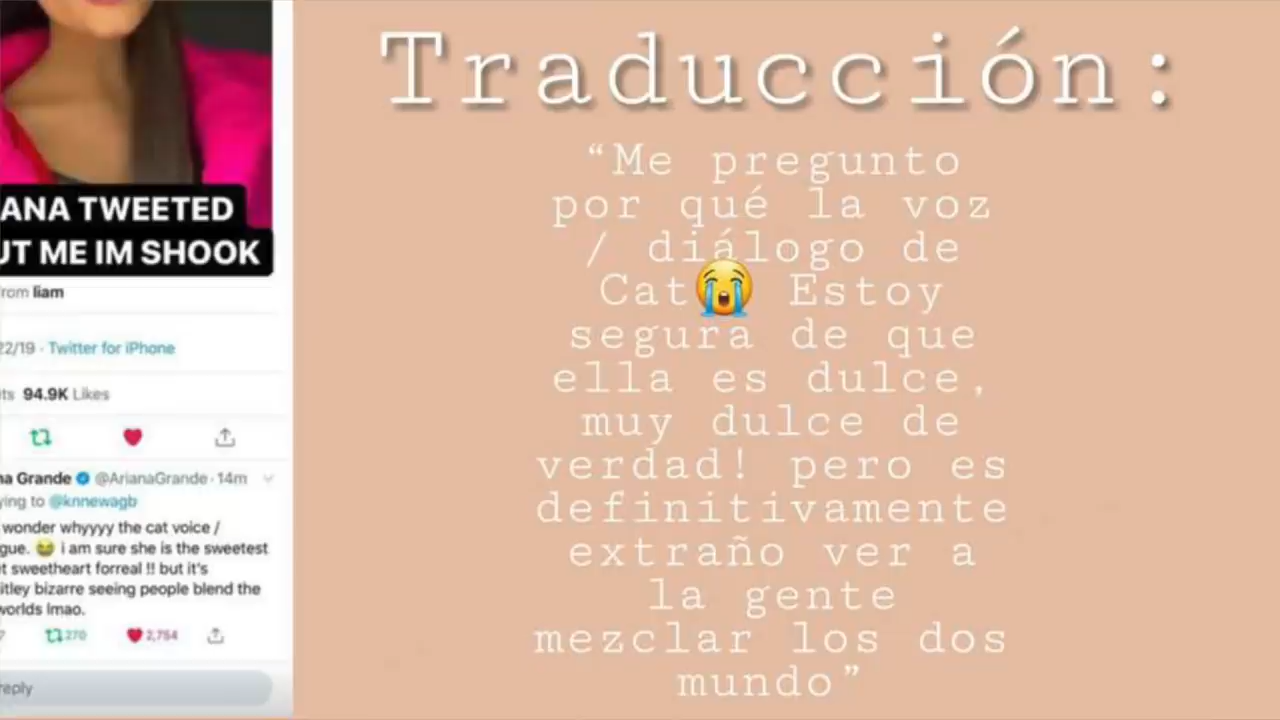 ANA TWEETED
UT ME IM SHOOK
rom liam
22/19 · Twitter for iPhone
ts 94.9K Likes
na Grande @ArianaGrande · 14m
ying to @knnewagb
wonder whyyyy the cat voice /
gue. 😂 i am sure she is the sweetest
t sweetheart forreal !! but it's
itley bizarre seeing people blend the
worlds lmao.
7 270 2,754
reply
Traducción:
“Me pregunto
por qué la voz
/ diálogo de
Cat😭 Estoy
segura de que
ella es dulce,
muy dulce de
verdad! pero es
definitivamente
extraño ver a
la gente
mezclar los dos
mundo”